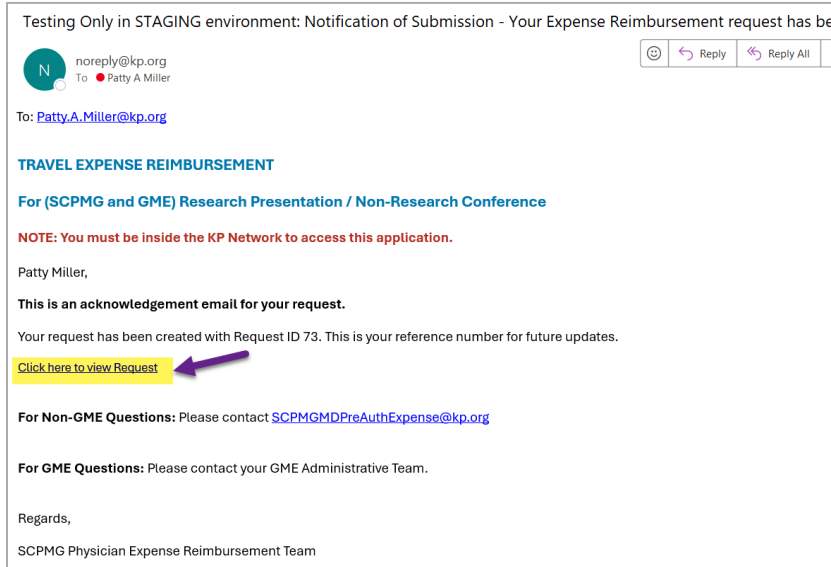 Testing Only in STAGING environment: Notification of Submission - Your Expense Reimbursement request has be
N
noreply@kp.org
To Patty A Miller
Reply
Reply All
To: Patty.A.Miller@kp.org
TRAVEL EXPENSE REIMBURSEMENT
For (SCPMG and GME) Research Presentation / Non-Research Conference
NOTE: You must be inside the KP Network to access this application.
Patty Miller,
This is an acknowledgement email for your request.
Your request has been created with Request ID 73. This is your reference number for future updates.
Click here to view Request
For Non-GME Questions: Please contact SCPMGMDPreAuthExpense@kp.org
For GME Questions: Please contact your GME Administrative Team.
Regards,
SCPMG Physician Expense Reimbursement Team